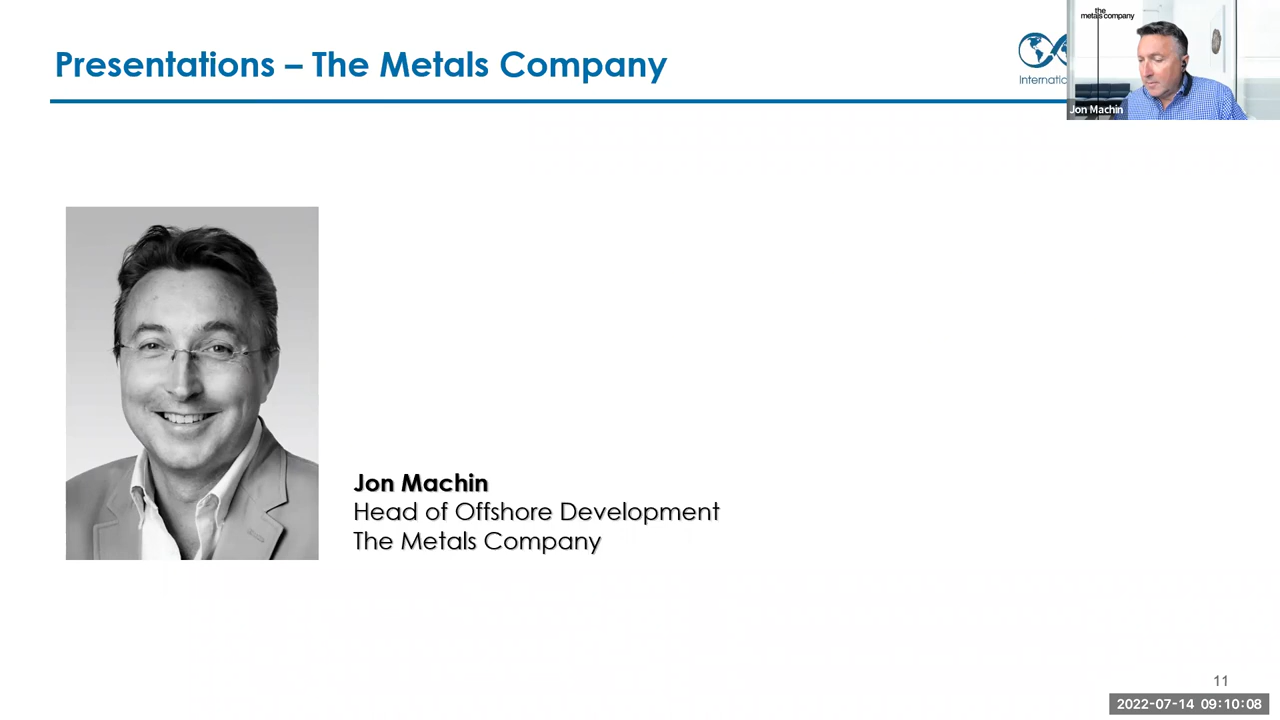 Presentations – The Metals Company
the
metals company
Jon Machin
Jon Machin
Head of Offshore Development
The Metals Company
11
2022-07-14 09:10:08